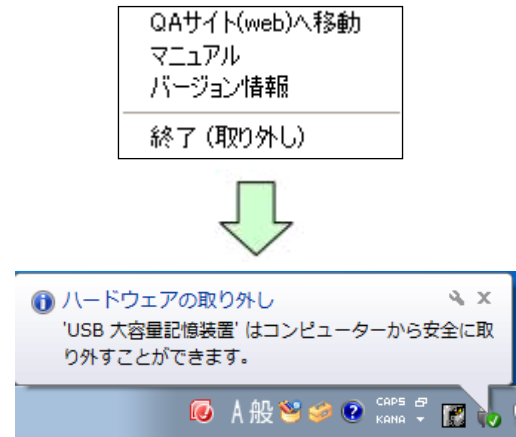 QAサイト(web)へ移動
マニュアル
バージョン情報
終了 (取り外し)
ハードウェアの取り外し
'USB 大容量記憶装置' はコンピューターから安全に取
り外すことができます。
A 般
CAPS
KANA